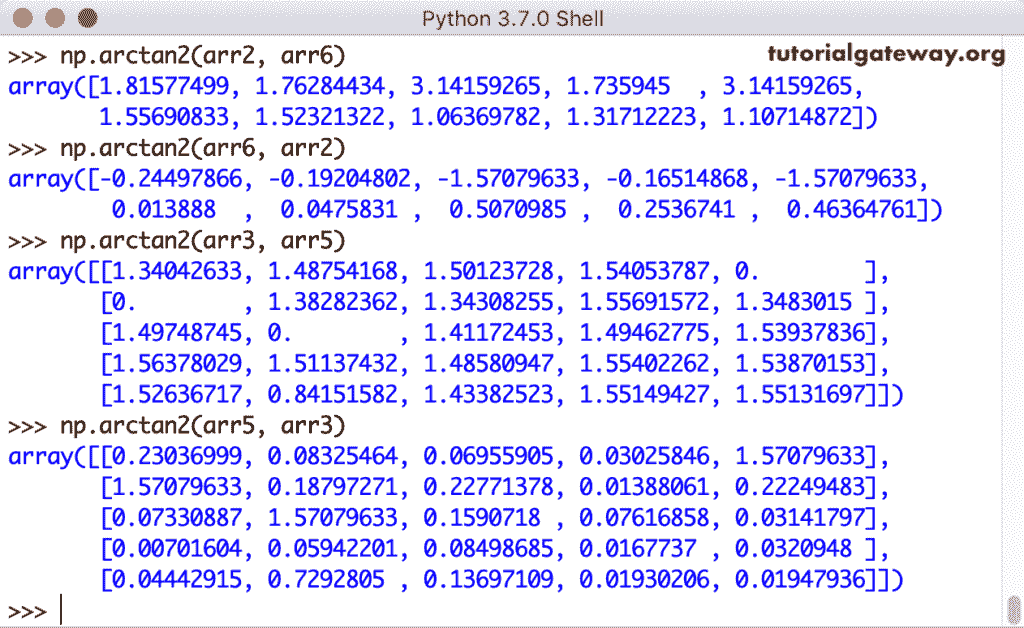 Python 3.7.0 Shell
>>> np.arctan2(arr2, arr6)
tutorialgateway.org
array([1.81577499, 1.76284434, 3.14159265, 1.735945  , 3.14159265,
       1.55690833, 1.52321322, 1.06369782, 1.31712223, 1.10714872])
>>> np.arctan2(arr6, arr2)
array([-0.24497866, -0.19204802, -1.57079633, -0.16514868, -1.57079633,
        0.013888  ,  0.0475831 ,  0.5070985 ,  0.2536741 ,  0.46364761])
>>> np.arctan2(arr3, arr5)
array([[1.34042633, 1.48754168, 1.50123728, 1.54053787, 0.        ],
       [0.        , 1.38282362, 1.34308255, 1.55691572, 1.3483015 ],
       [1.49748745, 0.        , 1.41172453, 1.49462775, 1.53937836],
       [1.56378029, 1.51137432, 1.48580947, 1.55402262, 1.53870153],
       [1.52636717, 0.84151582, 1.43382523, 1.55149427, 1.55131697]])
>>> np.arctan2(arr5, arr3)
array([[0.23036999, 0.08325464, 0.06955905, 0.03025846, 1.57079633],
       [1.57079633, 0.18797271, 0.22771378, 0.01388061, 0.22249483],
       [0.07330887, 1.57079633, 0.1590718 , 0.07616858, 0.03141797],
       [0.00701604, 0.05942201, 0.08498685, 0.0167737 , 0.0320948 ],
       [0.04442915, 0.7292805 , 0.13697109, 0.01930206, 0.01947936]])
>>>